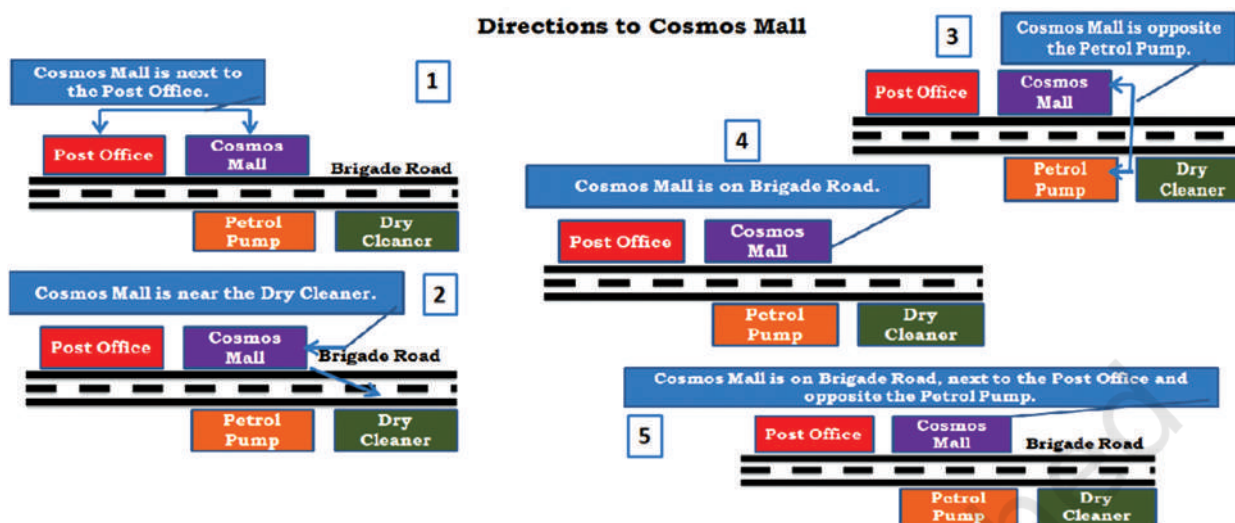 Directions to Cosmos Mall
1
Cosmos Mall is next to
the Post Office.
Post Office
Cosmos
Mall
Brigade Road
Petrol
Pump
Dry
Cleaner
2
Cosmos Mall is near the Dry Cleaner.
Post Office
Cosmos
Mall
Brigade Road
Petrol
Pump
Dry
Cleaner
3
Cosmos Mall is opposite
the Petrol Pump.
Post Office
Cosmos
Mall
Petrol
Pump
Dry
Cleaner
4
Cosmos Mall is on Brigade Road.
Post Office
Cosmos
Mall
Petrol
Pump
Dry
Cleaner
5
Cosmos Mall is on Brigade Road, next to the Post Office and
opposite the Petrol Pump.
Post Office
Cosmos
Mall
Brigade Road
Petrol
Pump
Dry
Cleaner